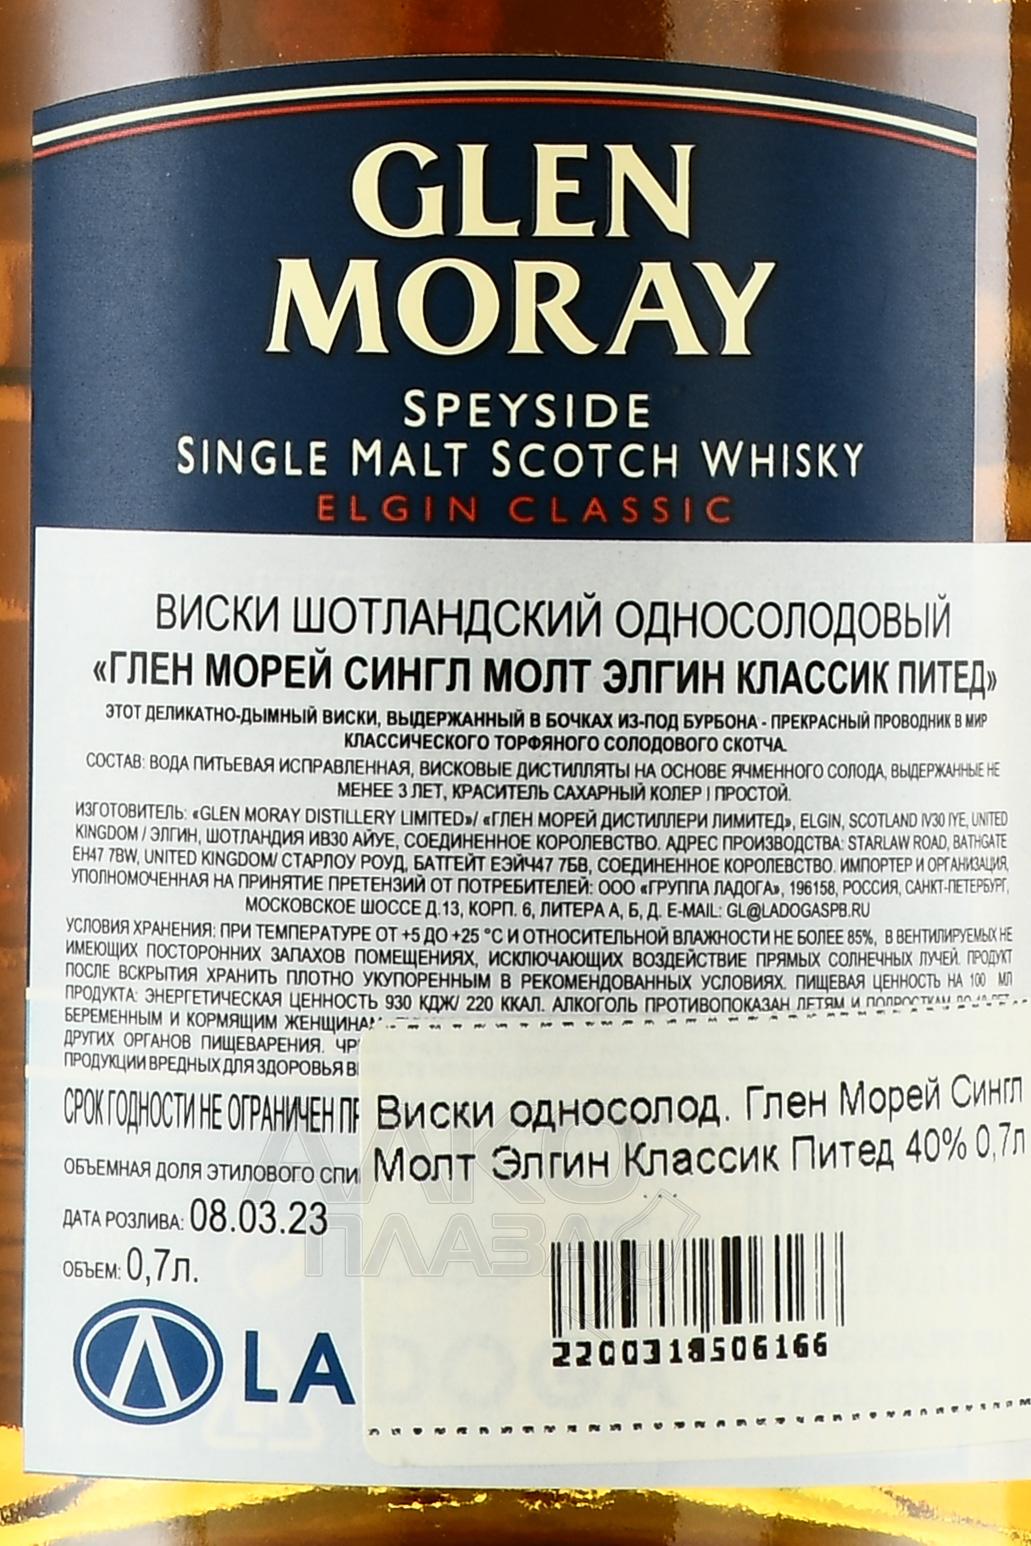 GLEN
MORAY
SPEYSIDE
SINGLE MALT SCOTCH WHISKY
ELGIN CLASSIC
ВИСКИ ШОТЛАНДСКИЙ ОДНОСОЛОДОВЫЙ
«ГЛЕН МОРЕЙ СИНГЛ МОЛТ ЭЛГИН КЛАССИК ПИТЕД»
ЭТОТ ДЕЛИКАТНО-ДЫМНЫЙ ВИСКИ, ВЫДЕРЖАННЫЙ В БОЧКАХ ИЗ-ПОД БУРБОНА - ПРЕКРАСНЫЙ ПРОВОДНИК В МИР
КЛАССИЧЕСКОГО ТОРФЯНОГО СОЛОДОВОГО СКОТЧА.
СОСТАВ: ВОДА ПИТЬЕВАЯ ИСПРАВЛЕННАЯ, ВИСКОВЫЕ ДИСТИЛЛЯТЫ НА ОСНОВЕ ЯЧМЕННОГО СОЛОДА, ВЫДЕРЖАННЫЕ НЕ
МЕНЕЕ 3 ЛЕТ, КРАСИТЕЛЬ САХАРНЫЙ КОЛЕР I ПРОСТОЙ.
ИЗГОТОВИТЕЛЬ: «GLEN MORAY DISTILLERY LIMITED»/ «ГЛЕН МОРЕЙ ДИСТИЛЛЕРИ ЛИМИТЕД», ELGIN, SCOTLAND IV30 IYE, UNITED
KINGDOM / ЭЛГИН, ШОТЛАНДИЯ ИВ30 АЙУЕ, СОЕДИНЕННОЕ КОРОЛЕВСТВО. АДРЕС ПРОИЗВОДСТВА: STARLAW ROAD, BATHGATE
EH47 7BW, UNITED KINGDOM/ СТАРЛОУ РОУД, БАТГЕЙТ ЕЭЙЧ47 7БВ, СОЕДИНЕННОЕ КОРОЛЕВСТВО. ИМПОРТЕР И ОРГАНИЗАЦИЯ,
УПОЛНОМОЧЕННАЯ НА ПРИНЯТИЕ ПРЕТЕНЗИЙ ОТ ПОТРЕБИТЕЛЕЙ: ООО «ГРУППА ЛАДОГА», 196158, РОССИЯ, САНКТ-ПЕТЕРБУРГ,
МОСКОВСКОЕ ШОССЕ Д.13, КОРП. 6, ЛИТЕРА А, Б, Д. E-MAIL: GL@LADOGASPB.RU
УСЛОВИЯ ХРАНЕНИЯ: ПРИ ТЕМПЕРАТУРЕ ОТ +5 ДО +25 °С И ОТНОСИТЕЛЬНОЙ ВЛАЖНОСТИ НЕ БОЛЕЕ 85%, В ВЕНТИЛИРУЕМЫХ НЕ
ИМЕЮЩИХ ПОСТОРОННИХ ЗАПАХОВ ПОМЕЩЕНИЯХ, ИСКЛЮЧАЮЩИХ ВОЗДЕЙСТВИЕ ПРЯМЫХ СОЛНЕЧНЫХ ЛУЧЕЙ. ПРОДУКТ
ПОСЛЕ ВСКРЫТИЯ ХРАНИТЬ ПЛОТНО УКУПОРЕННЫМ В РЕКОМЕНДОВАННЫХ УСЛОВИЯХ. ПИЩЕВАЯ ЦЕННОСТЬ НА 100 МЛ
ПРОДУКТА: ЭНЕРГЕТИЧЕСКАЯ ЦЕННОСТЬ 930 КДЖ/ 220 ККАЛ. АЛКОГОЛЬ ПРОТИВОПОКАЗАН ДЕТЯМ И ПОДРОСТКАМ ДО 18 ЛЕТ,
БЕРЕМЕННЫМ И КОРМЯЩИМ ЖЕНЩИНАМ
ДРУГИХ ОРГАНОВ ПИЩЕВАРЕНИЯ. ЧР
ПРОДУКЦИИ ВРЕДНЫХ ДЛЯ ЗДОРОВЬЯ В
СРОК ГОДНОСТИ НЕ ОГРАНИЧЕН ПР
ОБЪЕМНАЯ ДОЛЯ ЭТИЛОВОГО СПИ
ДАТА РОЗЛИВА: 08.03.23
ОБЪЕМ: 0,7л.
LA
Виски односолод. Глен Морей Сингл
Молт Элгин Классик Питед 40% 0,7л
2200318506166
АЛКО
ПЛАЗА